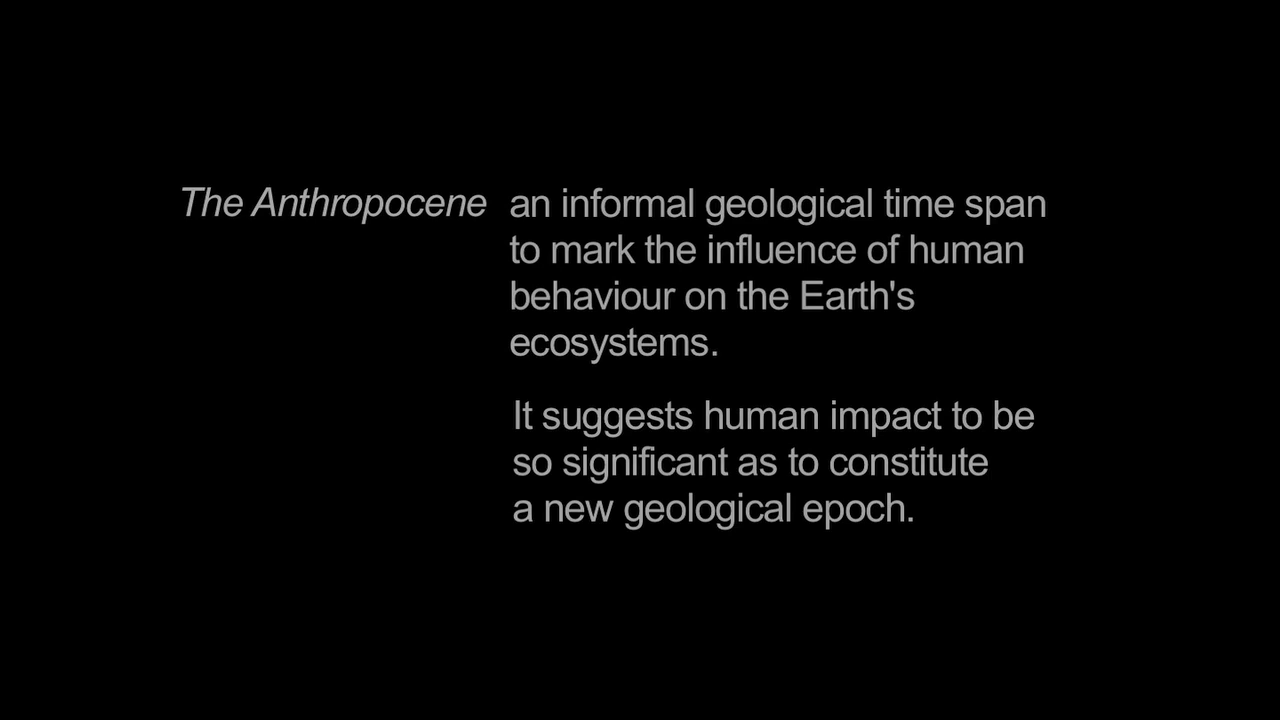 The Anthropocene an informal geological time span
to mark the influence of human
behaviour on the Earth's
ecosystems.
It suggests human impact to be
so significant as to constitute
a new geological epoch.